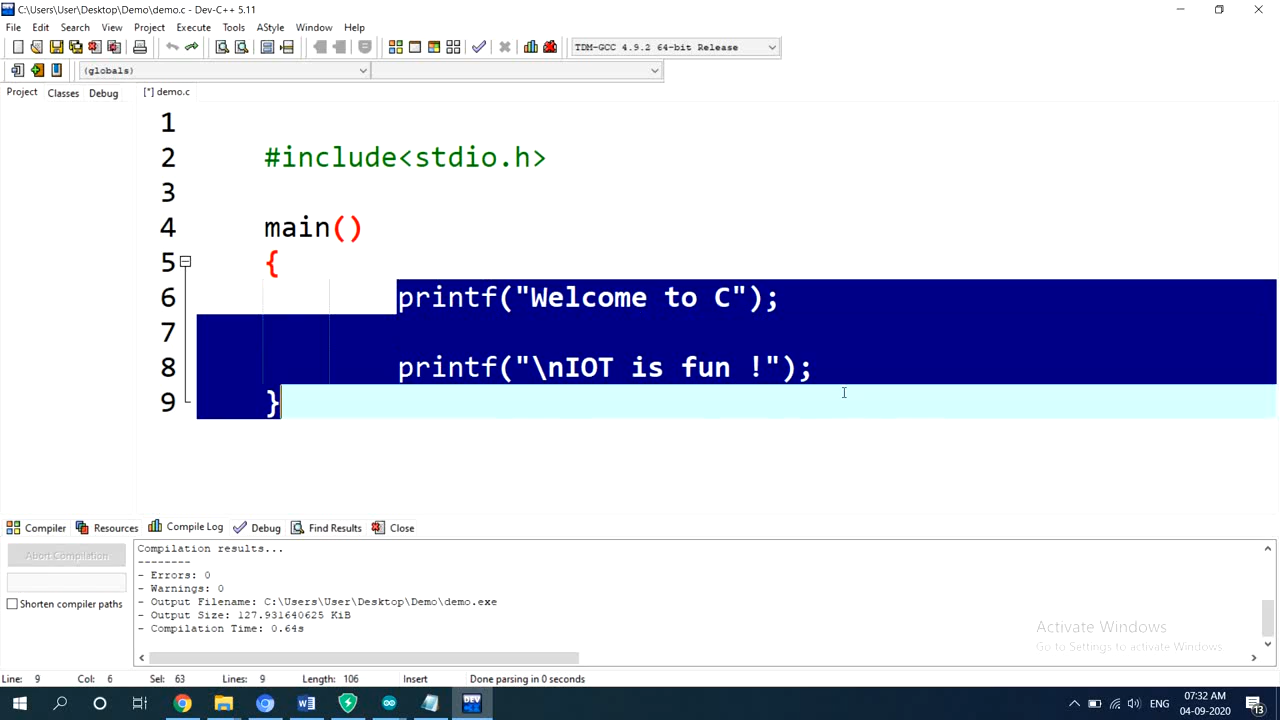 C:\Users\User\Desktop\Demo\demo.c - Dev-C++ 5.11
File Edit Search View Project Execute Tools AStyle Window Help
TDM-GCC 4.9.2 64-bit Release
(globals)
Project Classes Debug [*] demo.c
1
2 #include<stdio.h>
3
4 main()
5 {
6 printf("Welcome to C");
7
8 printf("\nIOT is fun !");
9 }
Compiler Resources Compile Log Debug Find Results Close
Abort Compilation
Shorten compiler paths
Compilation results...
--------
- Errors: 0
- Warnings: 0
- Output Filename: C:\Users\User\Desktop\Demo\demo.exe
- Output Size: 127.931640625 KiB
- Compilation Time: 0.64s
Activate Windows
Go to Settings to activate Windows.
Line: 9 Col: 6 Sel: 63 Lines: 9 Length: 106 Insert Done parsing in 0 seconds
DEV
ENG
07:32 AM
04-09-2020
13